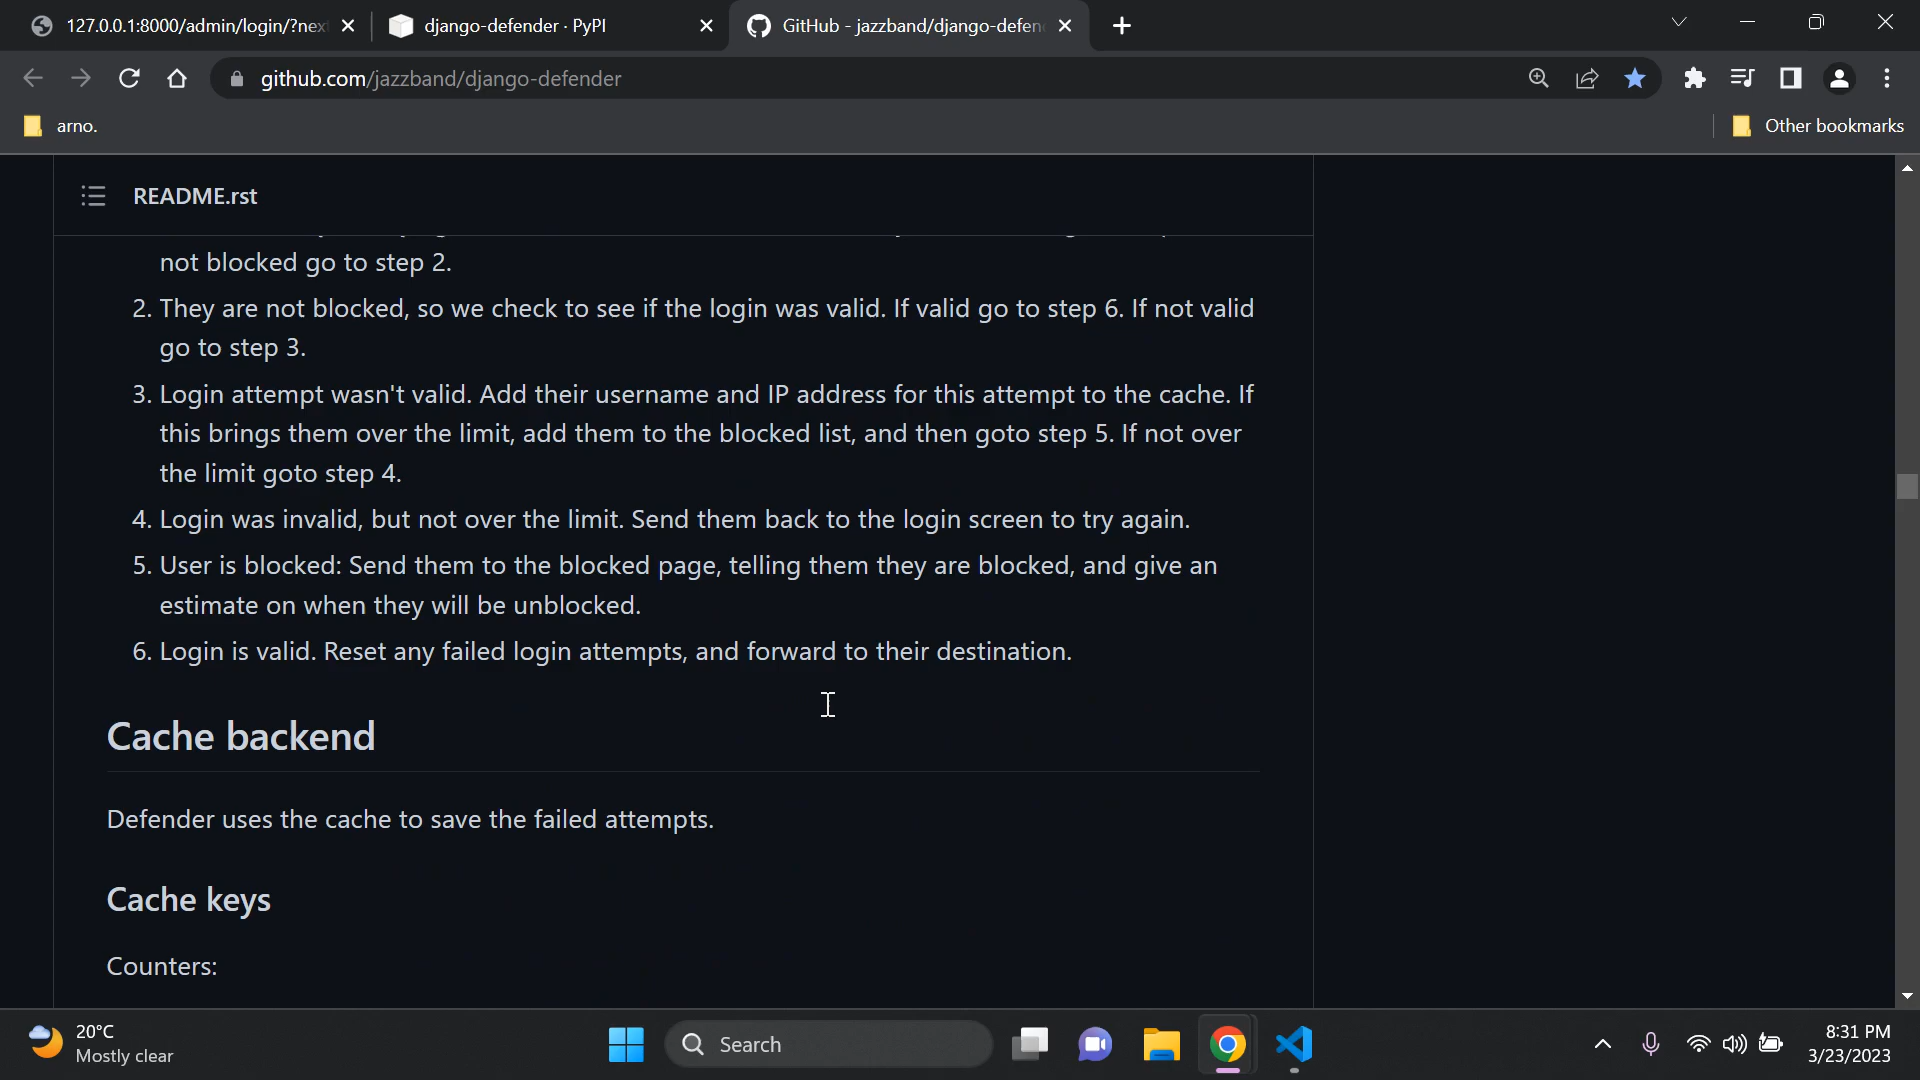 127.0.0.1:8000/admin/login/?nex
django-defender · PyPI
GitHub - jazzband/django-defen
github.com/jazzband/django-defender
arno.
Other bookmarks
README.rst
not blocked go to step 2.
2. They are not blocked, so we check to see if the login was valid. If valid go to step 6. If not valid
go to step 3.
3. Login attempt wasn't valid. Add their username and IP address for this attempt to the cache. If
this brings them over the limit, add them to the blocked list, and then goto step 5. If not over
the limit goto step 4.
4. Login was invalid, but not over the limit. Send them back to the login screen to try again.
5. User is blocked: Send them to the blocked page, telling them they are blocked, and give an
estimate on when they will be unblocked.
6. Login is valid. Reset any failed login attempts, and forward to their destination.
Cache backend
Defender uses the cache to save the failed attempts.
Cache keys
Counters:
20°C
Mostly clear
Search
8:31 PM
3/23/2023